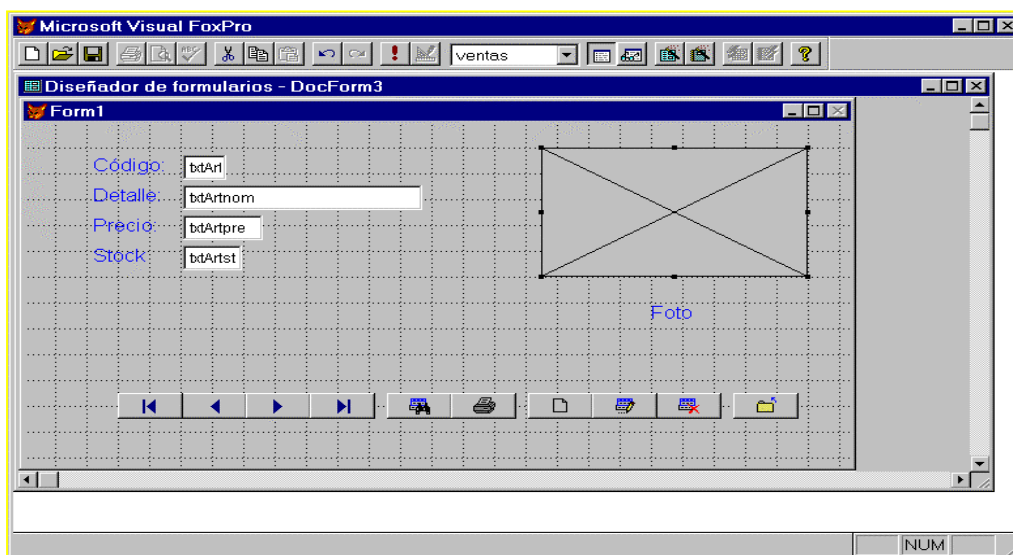 Microsoft Visual FoxPro
ventas
Diseñador de formularios - DocForm3
Form1
Código:
txtArt
Detalle:
txtArtnom
Precio:
txtArtpre
Stock
txtArtst
Foto
NUM